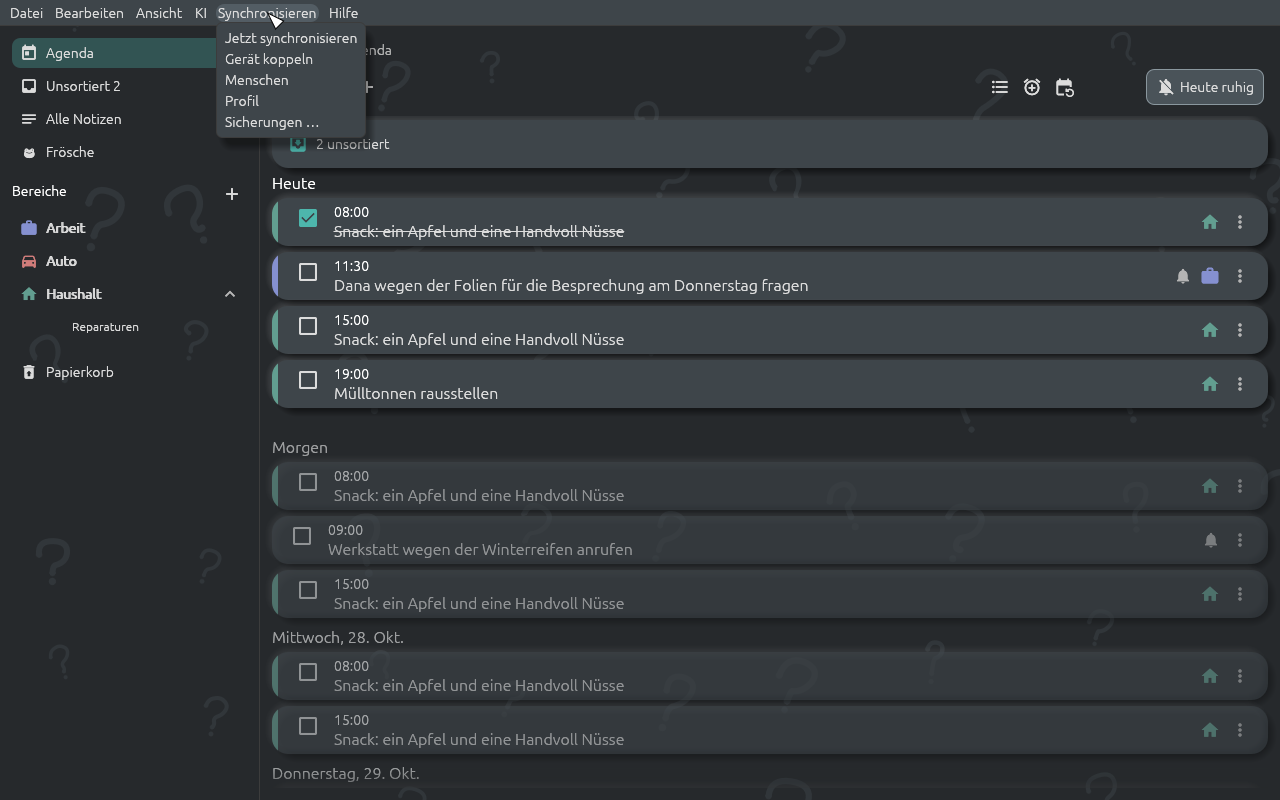 Datei Bearbeiten Ansicht KI Synchronisieren Hilfe
Jetzt synchronisieren
Gerät koppeln
Menschen
Profil
Sicherungen …
Agenda
Unsortiert 2
Alle Notizen
Frösche
Bereiche
Arbeit
Auto
Haushalt
Reparaturen
Papierkorb
Heute ruhig
2 unsortiert
Heute
08:00
Snack: ein Apfel und eine Handvoll Nüsse
11:30
Dana wegen der Folien für die Besprechung am Donnerstag fragen
15:00
Snack: ein Apfel und eine Handvoll Nüsse
19:00
Mülltonnen rausstellen
Morgen
08:00
Snack: ein Apfel und eine Handvoll Nüsse
09:00
Werkstatt wegen der Winterreifen anrufen
15:00
Snack: ein Apfel und eine Handvoll Nüsse
Mittwoch, 28. Okt.
08:00
Snack: ein Apfel und eine Handvoll Nüsse
15:00
Snack: ein Apfel und eine Handvoll Nüsse
Donnerstag, 29. Okt.